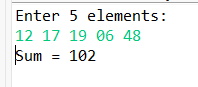 Enter 5 elements:
12 17 19 06 48
Sum = 102